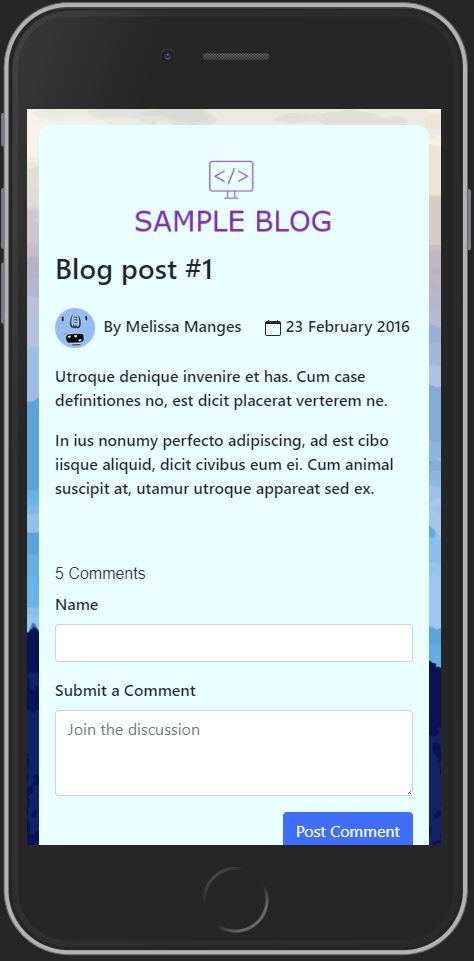 </>
SAMPLE BLOG
Blog post #1
By Melissa Manges 23 February 2016
Utroque denique invenire et has. Cum case
definitiones no, est dicit placerat verterem ne.
In ius nonumy perfecto adipiscing, ad est cibo
iisque aliquid, dicit civibus eum ei. Cum animal
suscipit at, utamur utroque appareat sed ex.
5 Comments
Name
Submit a Comment
Join the discussion
Post Comment